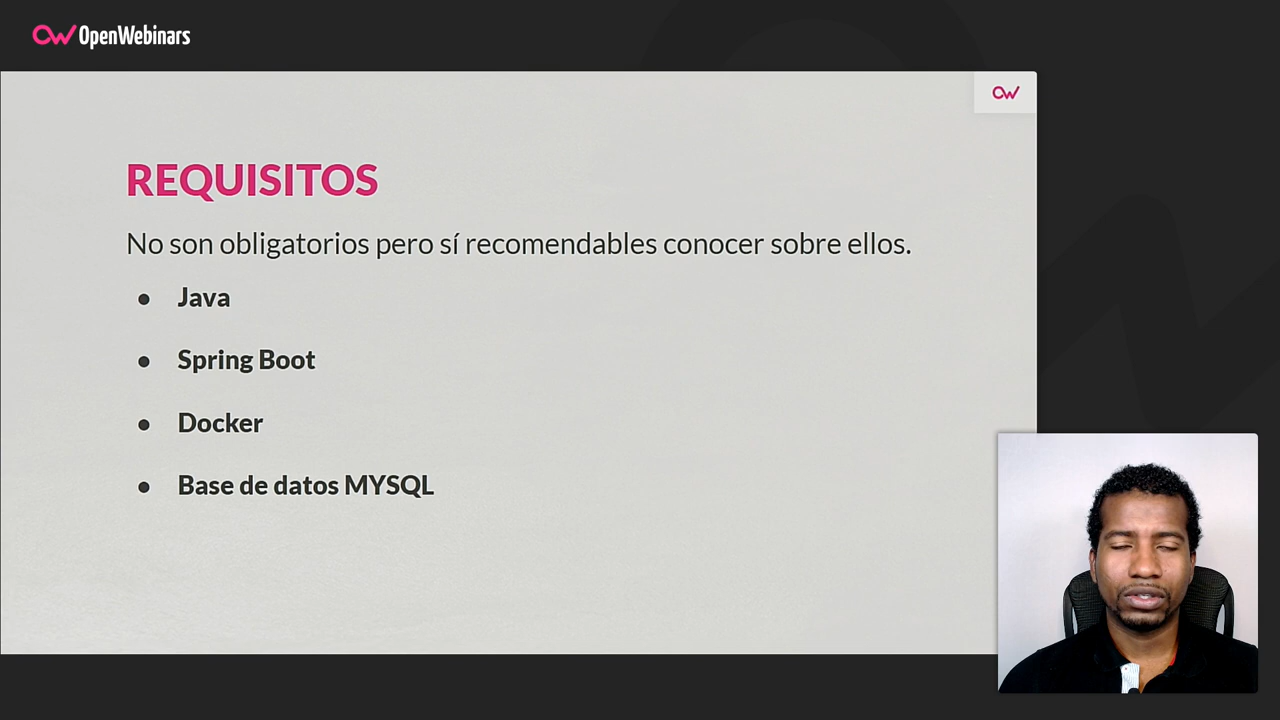 OpenWebinars
REQUISITOS
No son obligatorios pero sí recomendables conocer sobre ellos.
● Java
● Spring Boot
● Docker
● Base de datos MYSQL